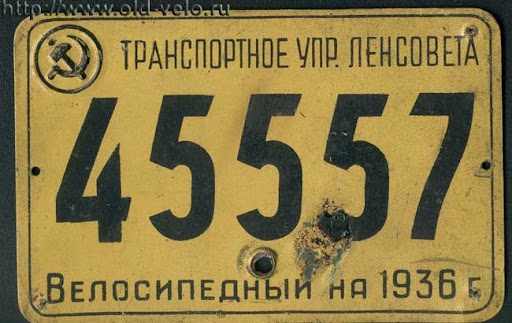 http://www.old-velo.ru
ТРАНСПОРТНОЕ УПР. ЛЕНСОВЕТА
45557
ВЕЛОСИПЕДНЫЙ НА 1936 Г.